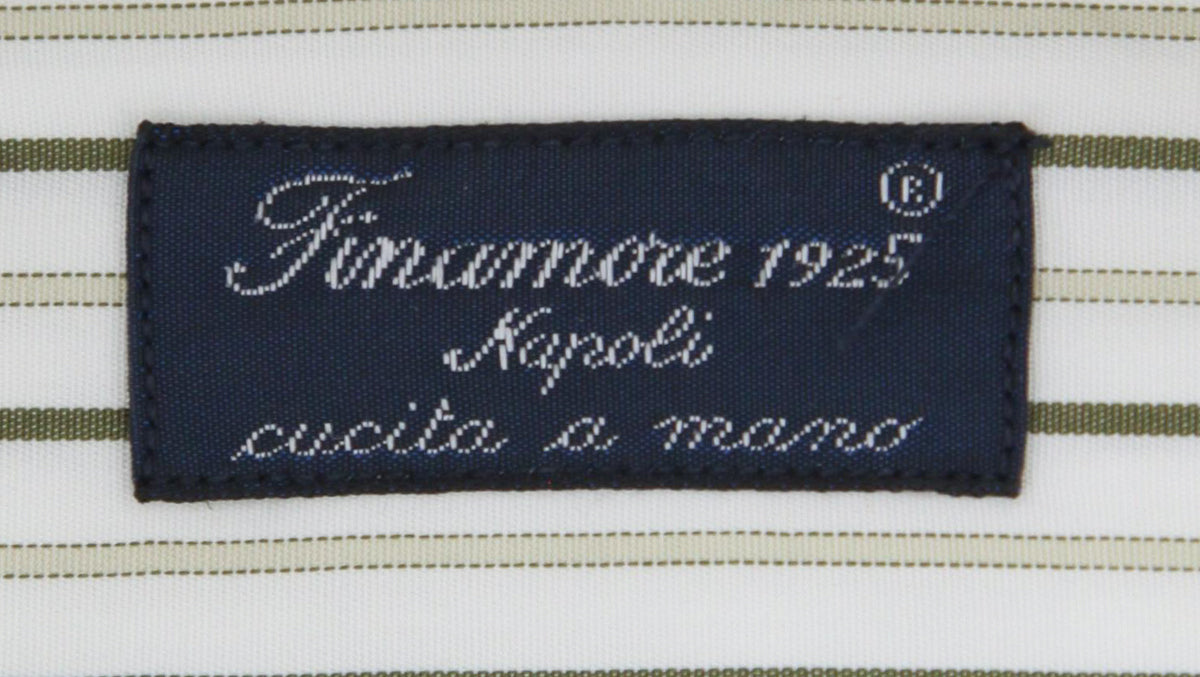 Finamore 1925®
Napoli
cucita a mano